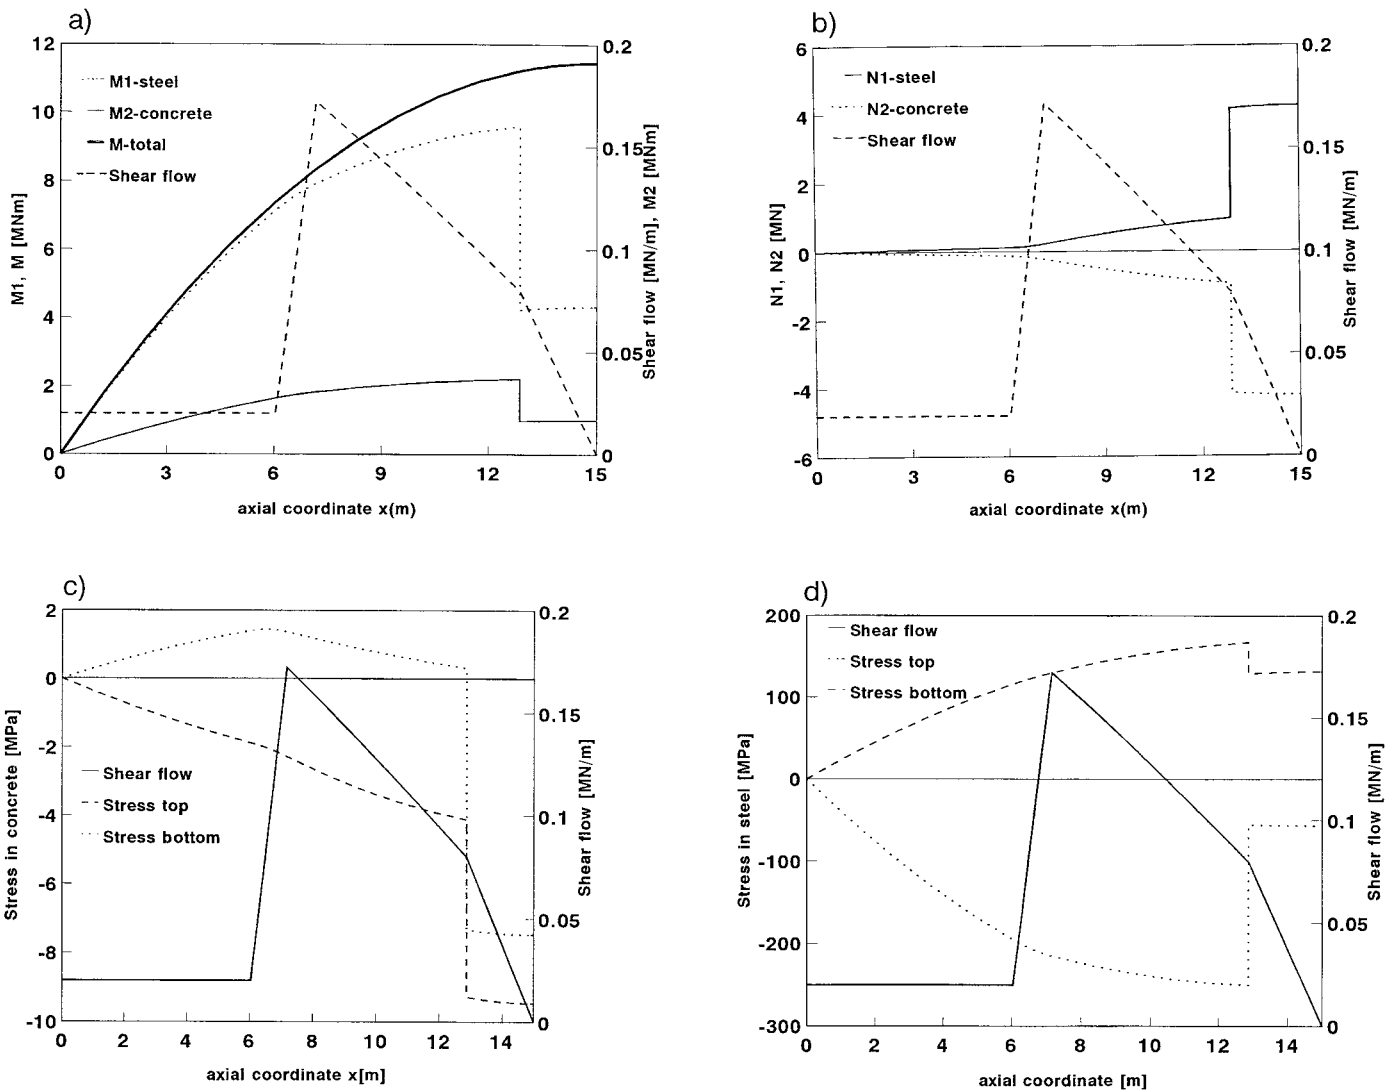 a)
12
10
8
6
4
2
0
M1, M [MNm]
M1-steel
M2-concrete
M-total
Shear flow
0.2
0.15
0.1
0.05
0
Shear flow [MN/m], M2 [MNm]
0 3 6 9 12 15
axial coordinate x(m)
b)
6
4
2
0
-2
-4
-6
N1, N2 [MN]
N1-steel
N2-concrete
Shear flow
0.2
0.15
0.1
0.05
0
Shear flow [MN/m]
0 3 6 9 12 15
axial coordinate x(m)
c)
2
0
-2
-4
-6
-8
-10
Stress in concrete [MPa]
Shear flow
Stress top
Stress bottom
0.2
0.15
0.1
0.05
0
Shear flow [MN/m]
0 2 4 6 8 10 12 14
axial coordinate x[m]
d)
200
100
0
-100
-200
-300
Stress in steel [MPa]
Shear flow
Stress top
Stress bottom
0.2
0.15
0.1
0.05
0
Shear flow [MN/m]
0 2 4 6 8 10 12 14
axial coordinate [m]